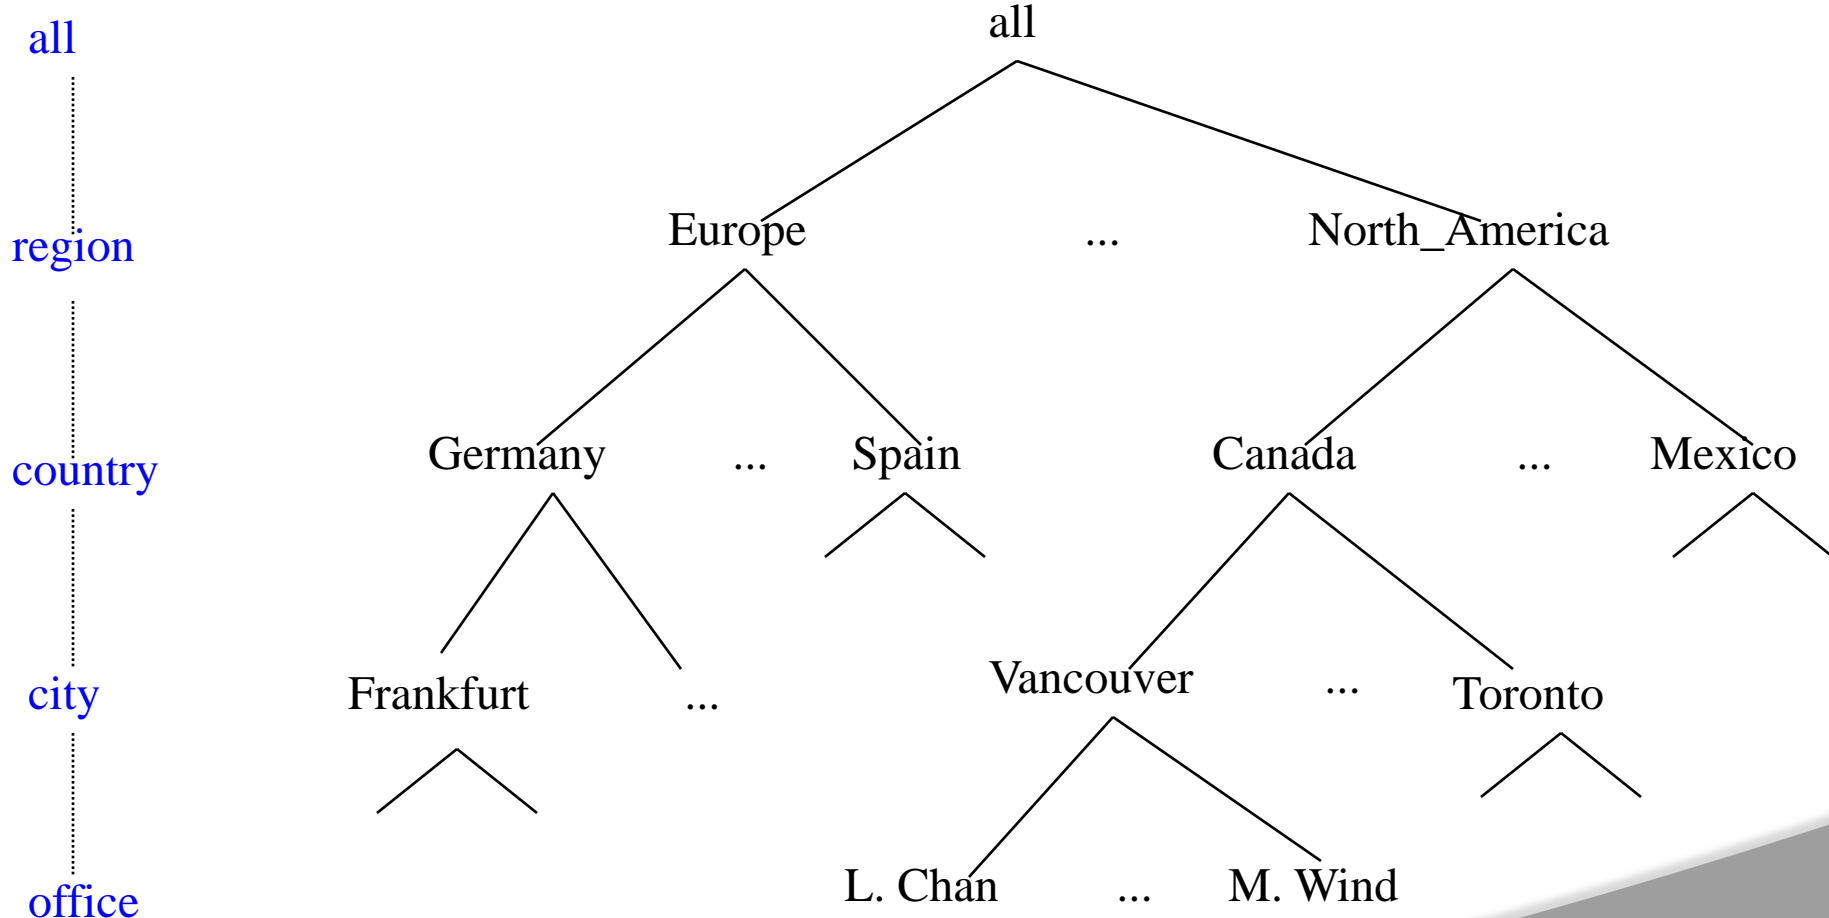 all
all
region
Europe ... North_America
country
Germany ... Spain Canada ... Mexico
city
Frankfurt ... Vancouver ... Toronto
office
L. Chan ... M. Wind